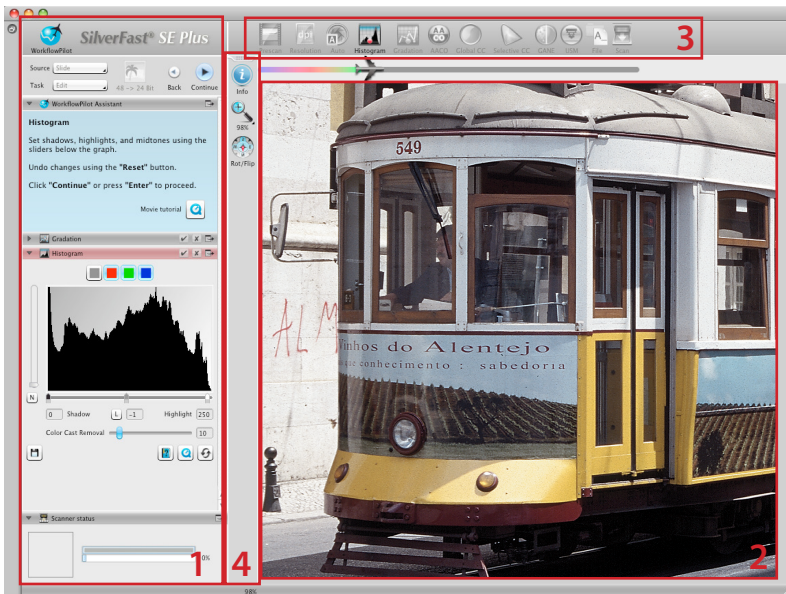 SilverFast® SE Plus
WorkflowPilot
Source Slide
Task Edit
48 -> 24 Bit
Back
Continue
WorkflowPilot Assistant
Histogram
Set shadows, highlights, and midtones using the
sliders below the graph.
Undo changes using the "Reset" button.
Click "Continue" or press "Enter" to proceed.
Movie tutorial
Gradation
Histogram
N
0 Shadow L -1 Highlight 250
Color Cast Removal 10
Scanner status
0%
1
Prescan Resolution Auto Histogram Gradation AACO Global CC Selective CC GANE USM File Scan
3
Info
98%
Rot/Flip
4
549
AL M
Vinhos do Alentejo
conhecimento : sabedoria
2
98%